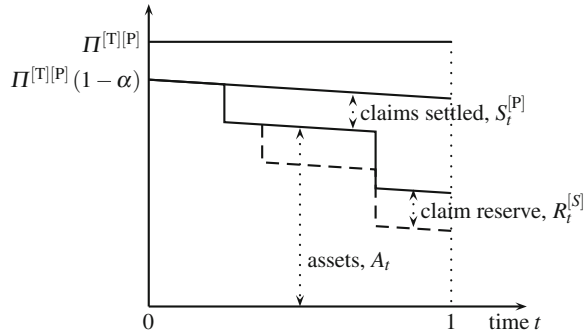 Π^[T][P]
Π^[T][P](1−α)
claims settled, S_t^[P]
claim reserve, R_t^[S]
assets, A_t
0
1
time t